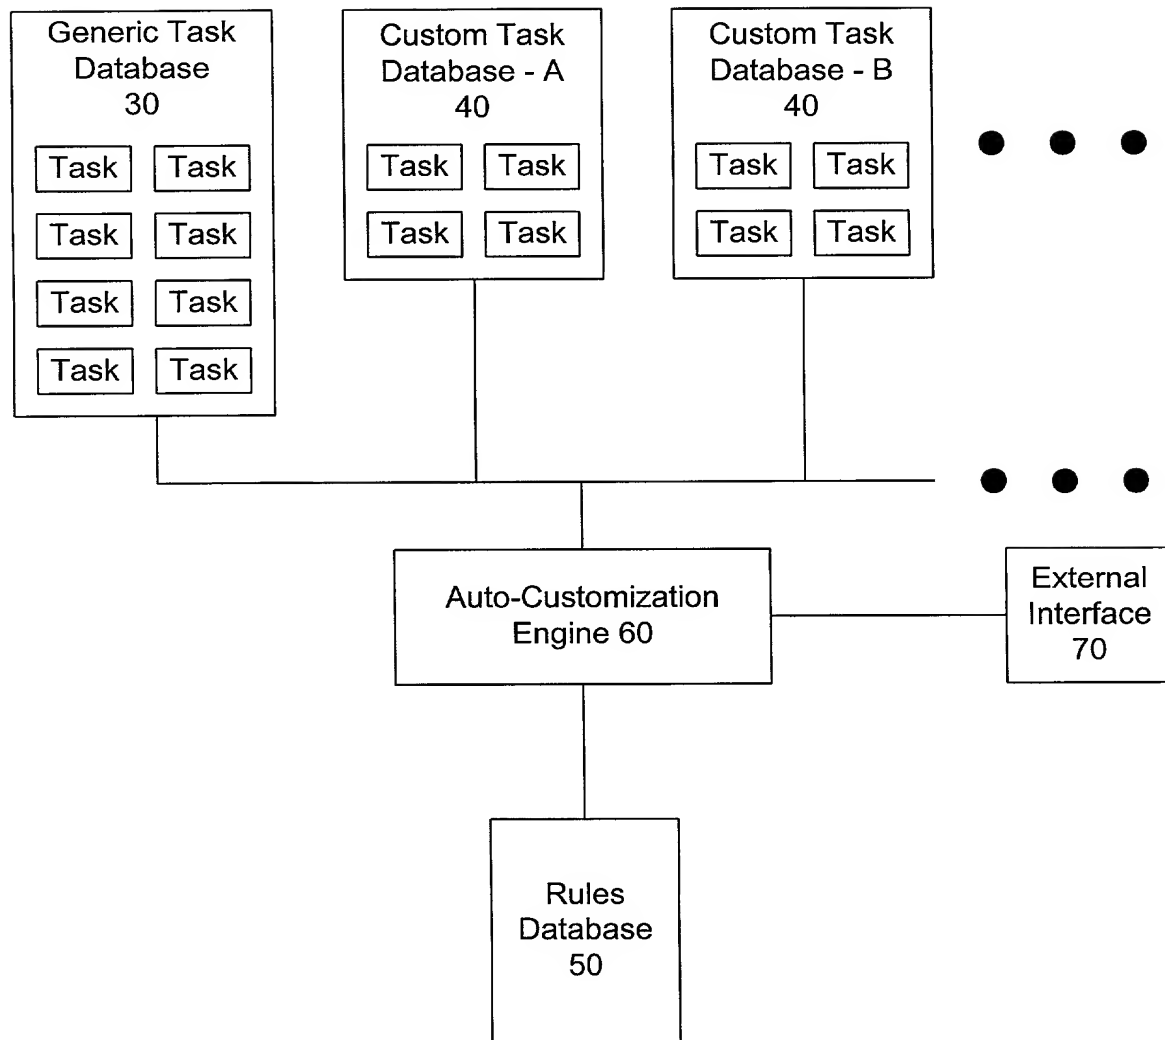 Generic Task
Database
30
Task Task
Task Task
Task Task
Task Task
Custom Task
Database - A
40
Task Task
Task Task
Custom Task
Database - B
40
Task Task
Task Task
Auto-Customization
Engine 60
External
Interface
70
Rules
Database
50